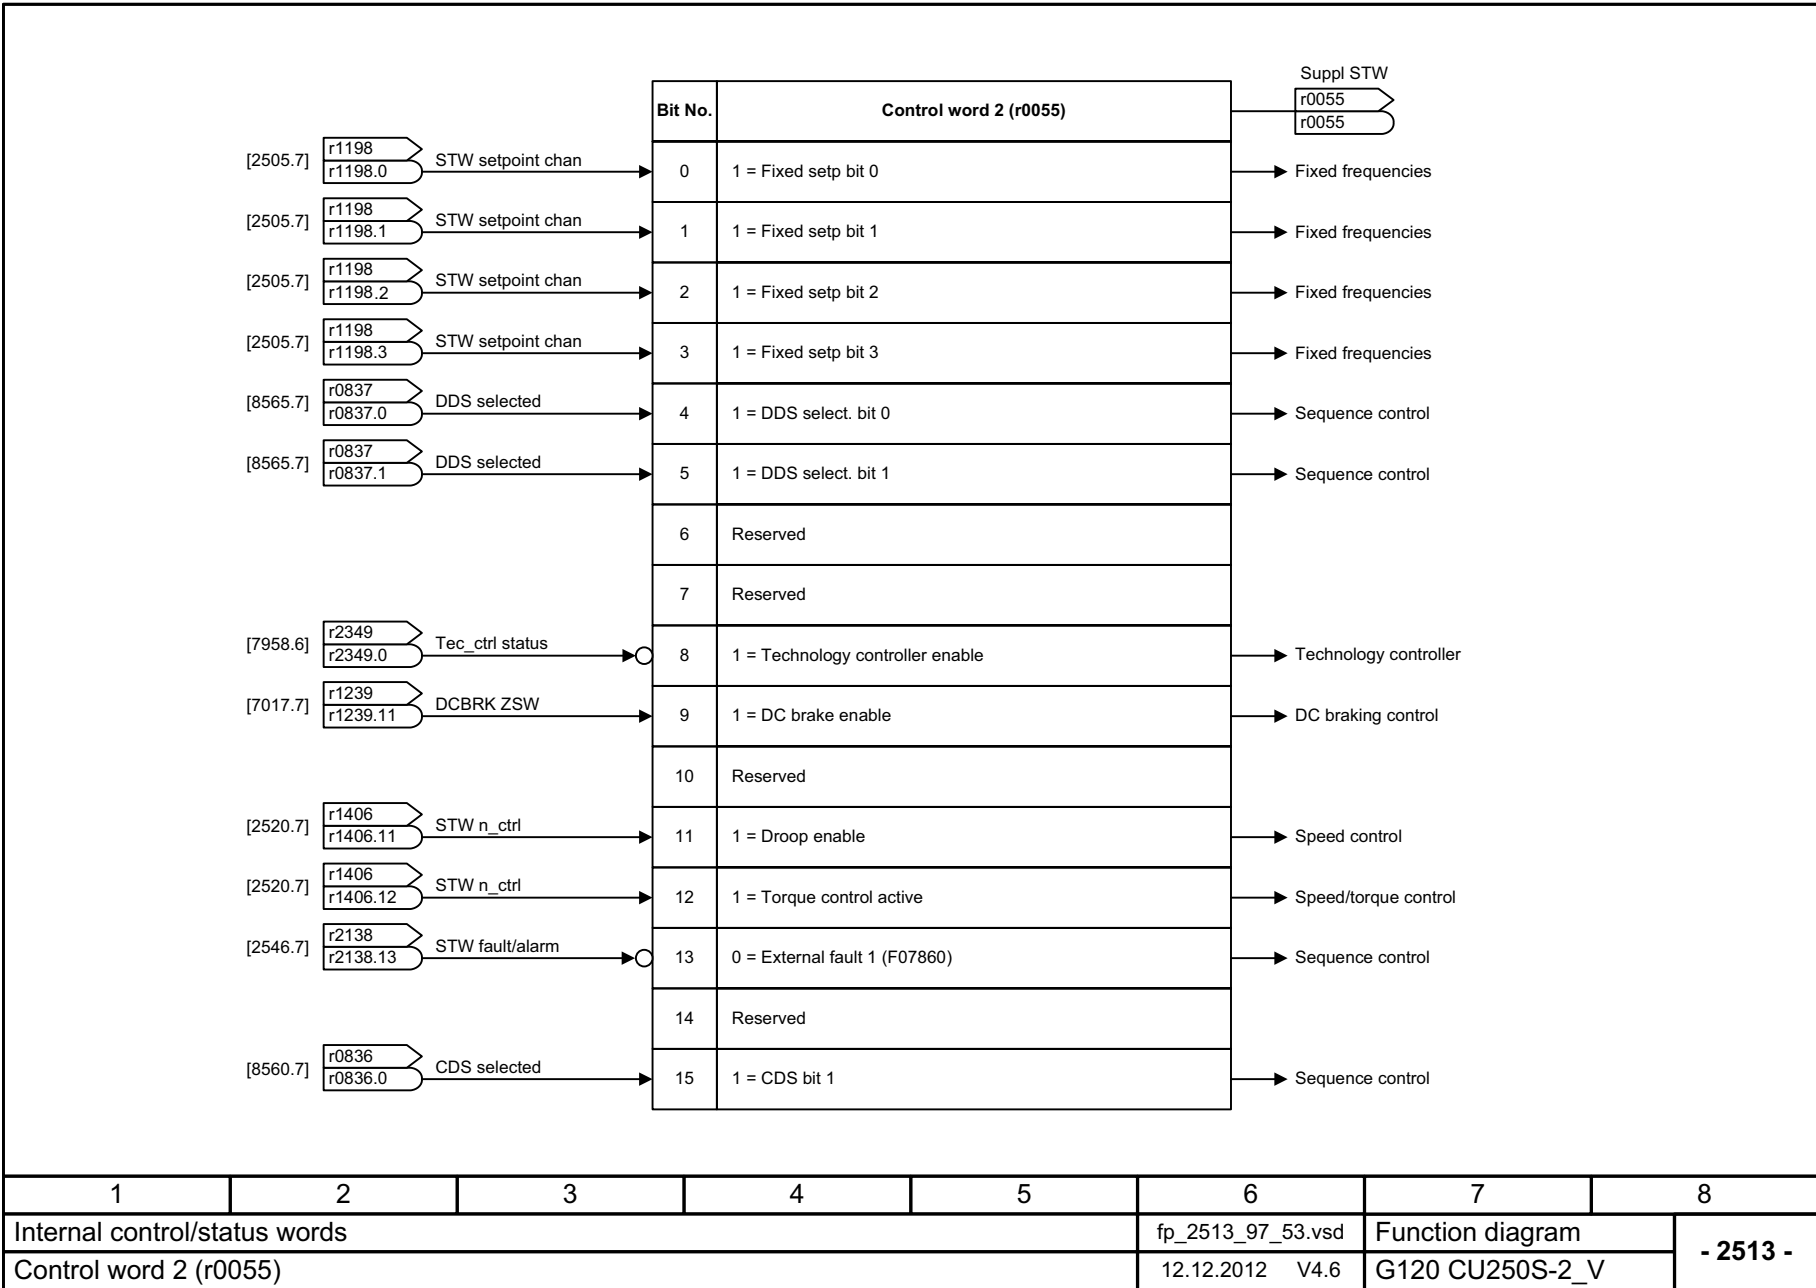 Suppl STW
Bit No. Control word 2 (r0055) r0055
r0055
[2505.7] r1198 STW setpoint chan
r1198.0 0 1 = Fixed setp bit 0 Fixed frequencies
[2505.7] r1198 STW setpoint chan
r1198.1 1 1 = Fixed setp bit 1 Fixed frequencies
[2505.7] r1198 STW setpoint chan
r1198.2 2 1 = Fixed setp bit 2 Fixed frequencies
[2505.7] r1198 STW setpoint chan
r1198.3 3 1 = Fixed setp bit 3 Fixed frequencies
[8565.7] r0837 DDS selected
r0837.0 4 1 = DDS select. bit 0 Sequence control
[8565.7] r0837 DDS selected
r0837.1 5 1 = DDS select. bit 1 Sequence control
6 Reserved
7 Reserved
[7958.6] r2349 Tec_ctrl status
r2349.0 8 1 = Technology controller enable Technology controller
[7017.7] r1239 DCBRK ZSW
r1239.11 9 1 = DC brake enable DC braking control
10 Reserved
[2520.7] r1406 STW n_ctrl
r1406.11 11 1 = Droop enable Speed control
[2520.7] r1406 STW n_ctrl
r1406.12 12 1 = Torque control active Speed/torque control
[2546.7] r2138 STW fault/alarm
r2138.13 13 0 = External fault 1 (F07860) Sequence control
14 Reserved
[8560.7] r0836 CDS selected
r0836.0 15 1 = CDS bit 1 Sequence control
1 2 3 4 5 6 7 8
Internal control/status words fp_2513_97_53.vsd Function diagram - 2513 -
Control word 2 (r0055) 12.12.2012 V4.6 G120 CU250S-2_V